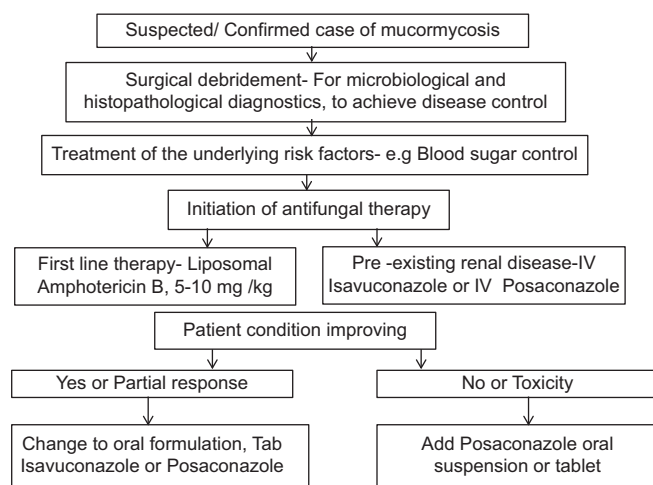 Suspected/ Confirmed case of mucormycosis
Surgical debridement- For microbiological and
histopathological diagnostics, to achieve disease control
Treatment of the underlying risk factors- e.g Blood sugar control
Initiation of antifungal therapy
First line therapy- Liposomal
Amphotericin B, 5-10 mg /kg
Pre -existing renal disease-IV
Isavuconazole or IV Posaconazole
Patient condition improving
Yes or Partial response
No or Toxicity
Change to oral formulation, Tab
Isavuconazole or Posaconazole
Add Posaconazole oral
suspension or tablet